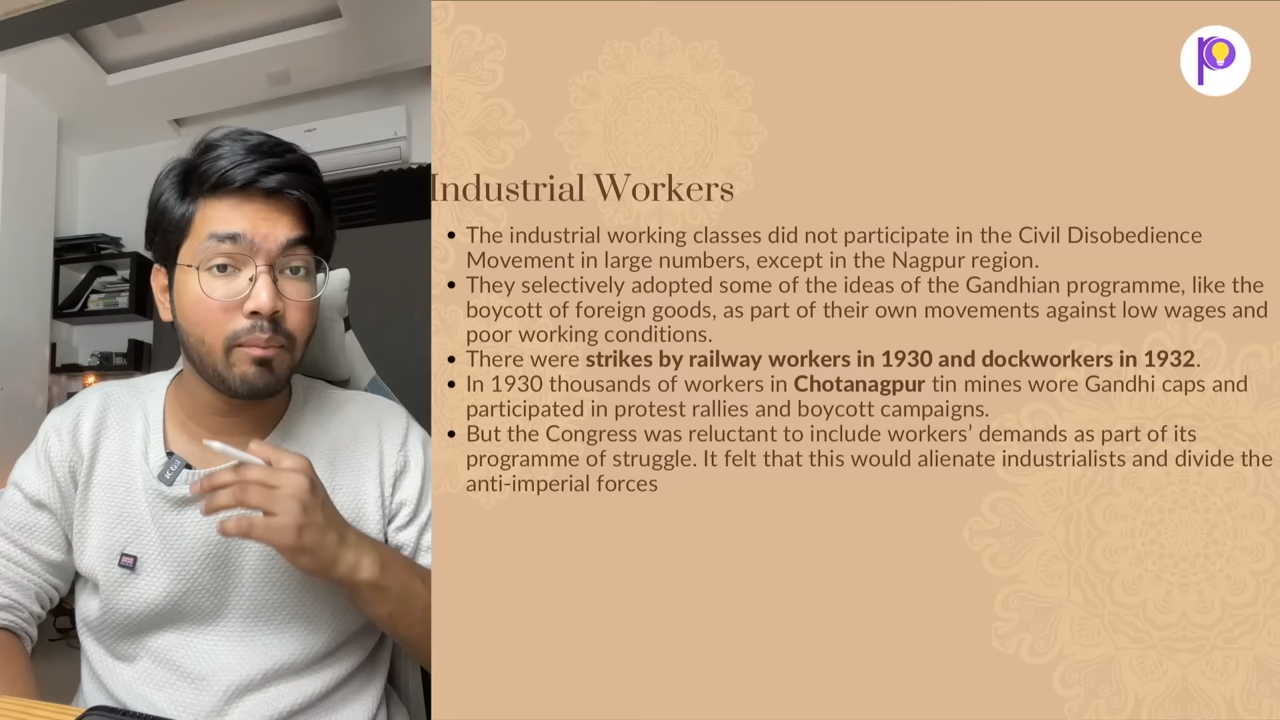 Industrial Workers
The industrial working classes did not participate in the Civil Disobedience
Movement in large numbers, except in the Nagpur region.
They selectively adopted some of the ideas of the Gandhian programme, like the
boycott of foreign goods, as part of their own movements against low wages and
poor working conditions.
There were strikes by railway workers in 1930 and dockworkers in 1932.
In 1930 thousands of workers in Chotanagpur tin mines wore Gandhi caps and
participated in protest rallies and boycott campaigns.
But the Congress was reluctant to include workers’ demands as part of its
programme of struggle. It felt that this would alienate industrialists and divide the
anti-imperial forces